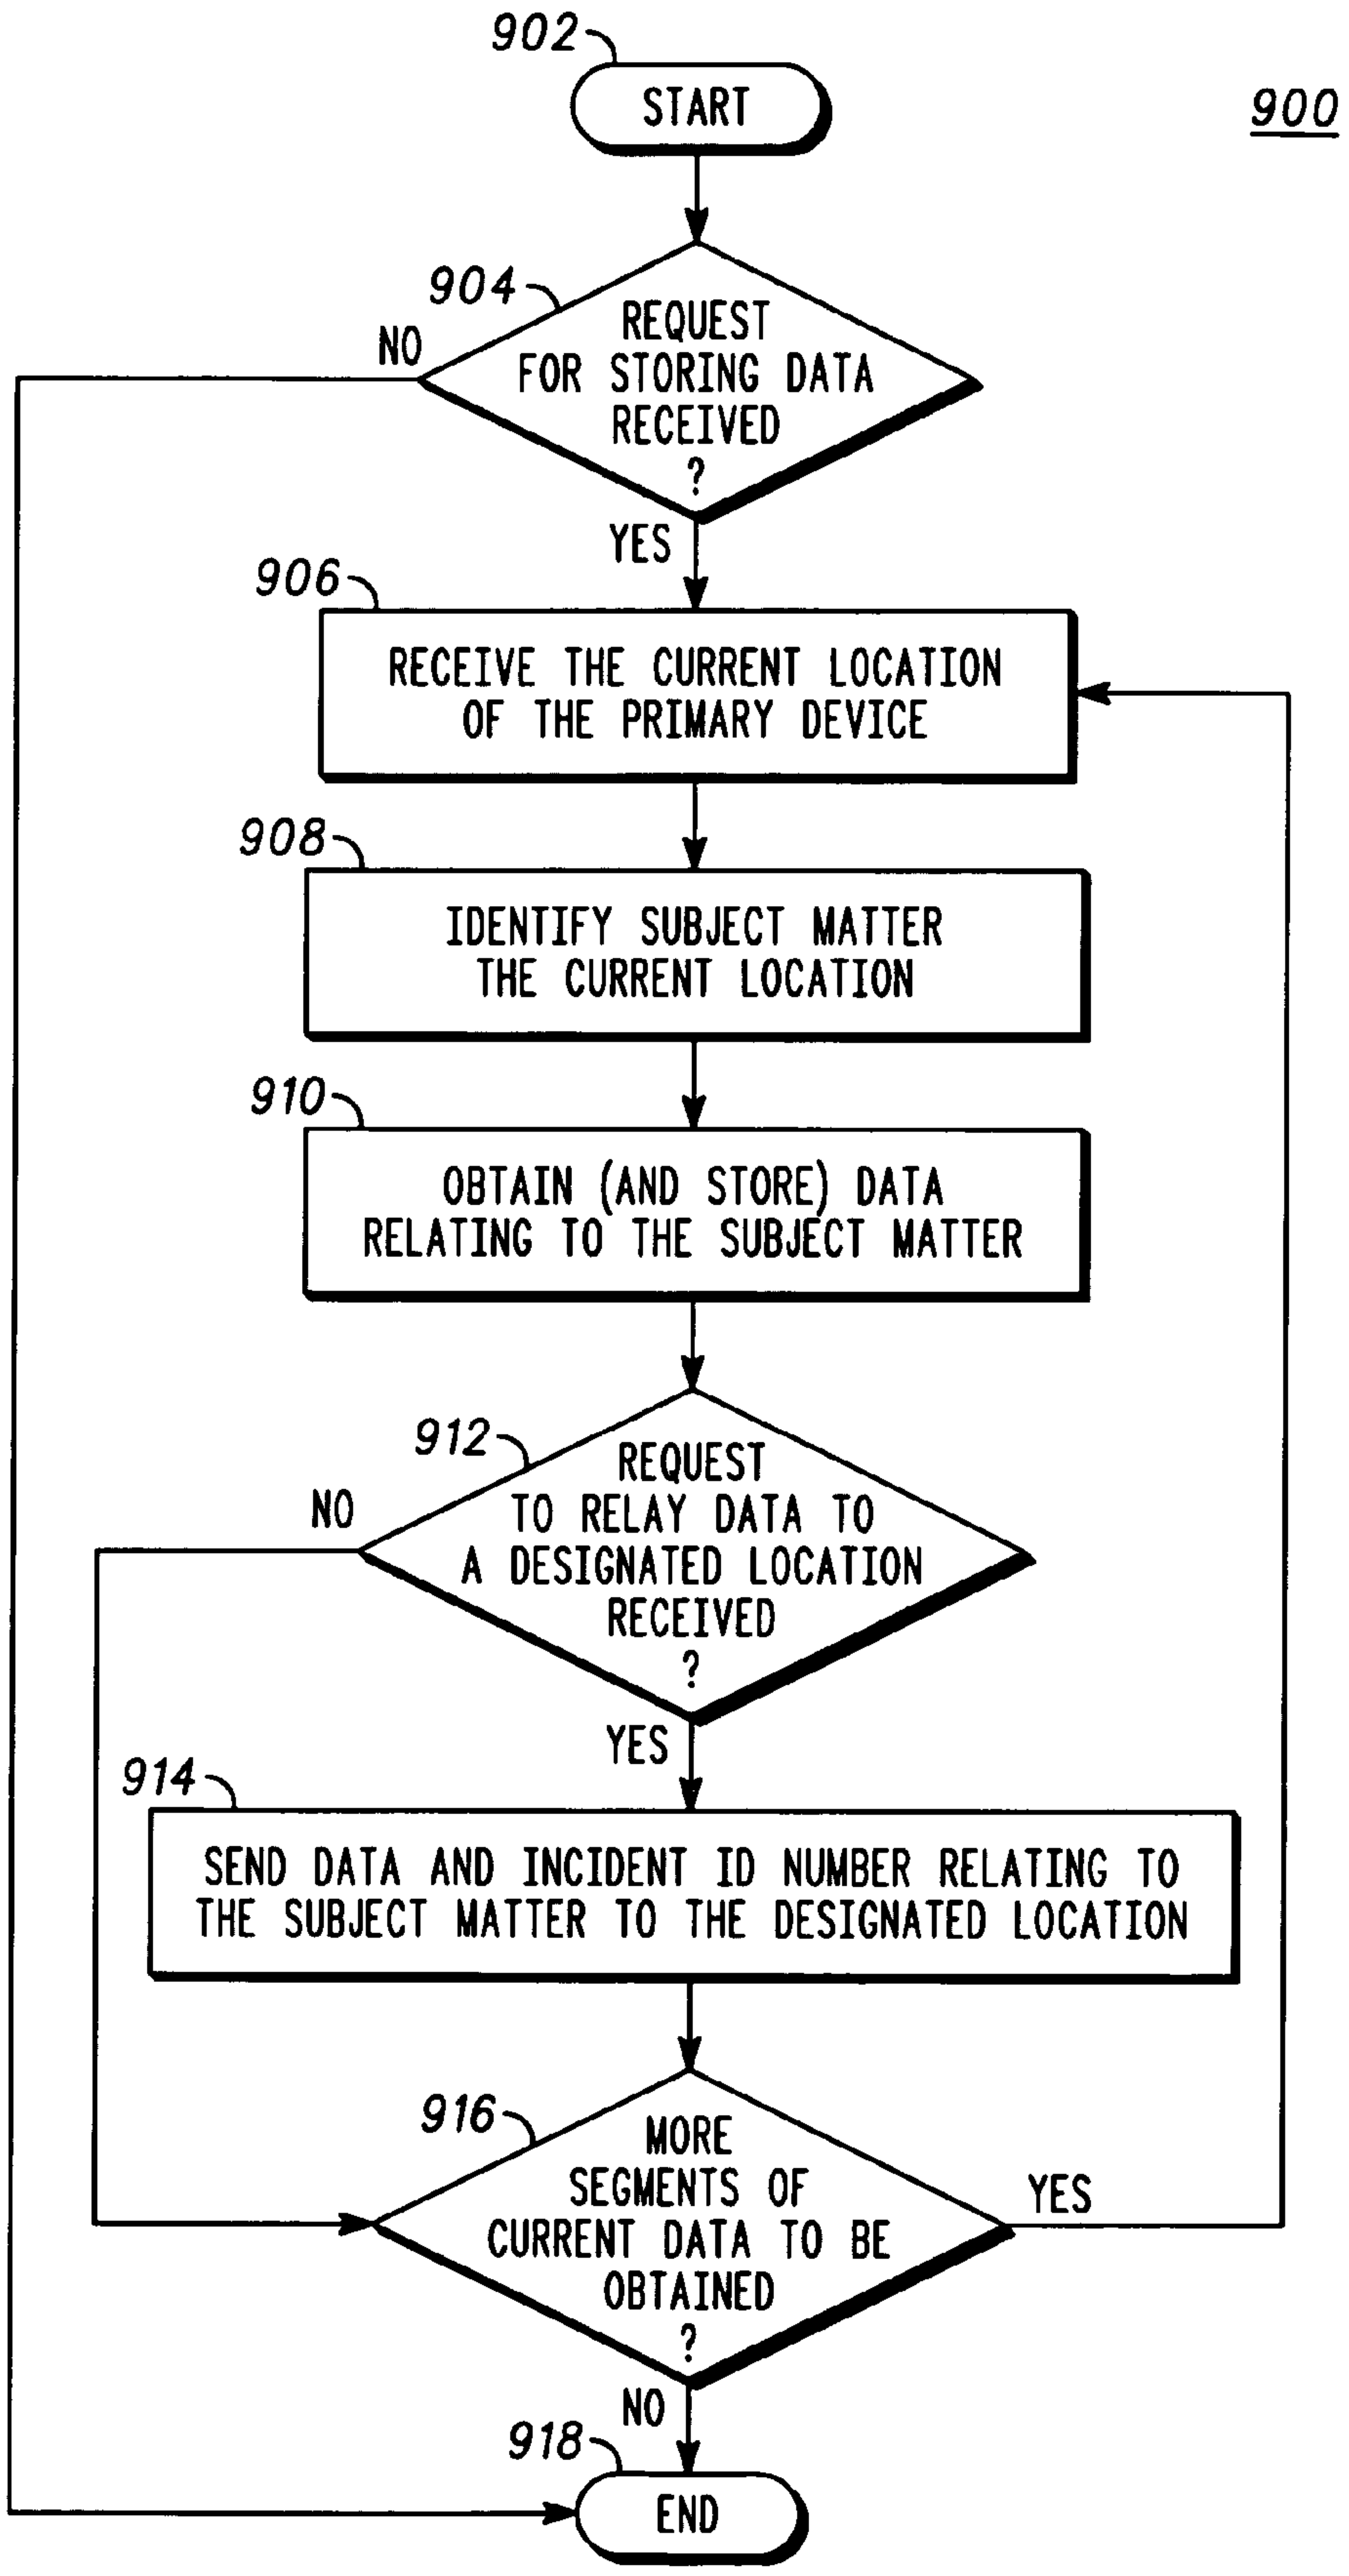 902
START
900
904
NO
REQUEST
FOR STORING DATA
RECEIVED
?
YES
906
RECEIVE THE CURRENT LOCATION
OF THE PRIMARY DEVICE
908
IDENTIFY SUBJECT MATTER
THE CURRENT LOCATION
910
OBTAIN (AND STORE) DATA
RELATING TO THE SUBJECT MATTER
912
NO
REQUEST
TO RELAY DATA TO
A DESIGNATED LOCATION
RECEIVED
?
YES
914
SEND DATA AND INCIDENT ID NUMBER RELATING TO
THE SUBJECT MATTER TO THE DESIGNATED LOCATION
916
MORE
SEGMENTS OF
CURRENT DATA TO BE
OBTAINED
?
YES
NO
918
END